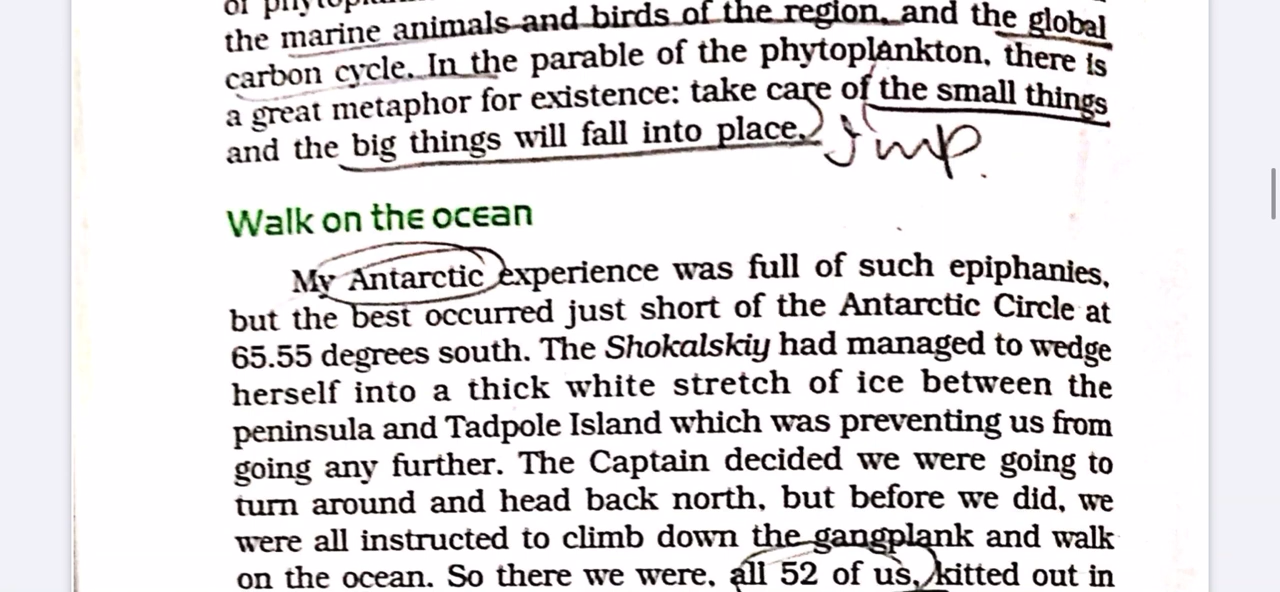 of phytopl
the marine animals and birds of the region, and the global
carbon cycle. In the parable of the phytoplankton, there is
a great metaphor for existence: take care of the small things
and the big things will fall into place. Imp.
Walk on the ocean
My Antarctic experience was full of such epiphanies,
but the best occurred just short of the Antarctic Circle at
65.55 degrees south. The Shokalskiy had managed to wedge
herself into a thick white stretch of ice between the
peninsula and Tadpole Island which was preventing us from
going any further. The Captain decided we were going to
turn around and head back north, but before we did, we
were all instructed to climb down the gangplank and walk
on the ocean. So there we were, all 52 of us, kitted out in